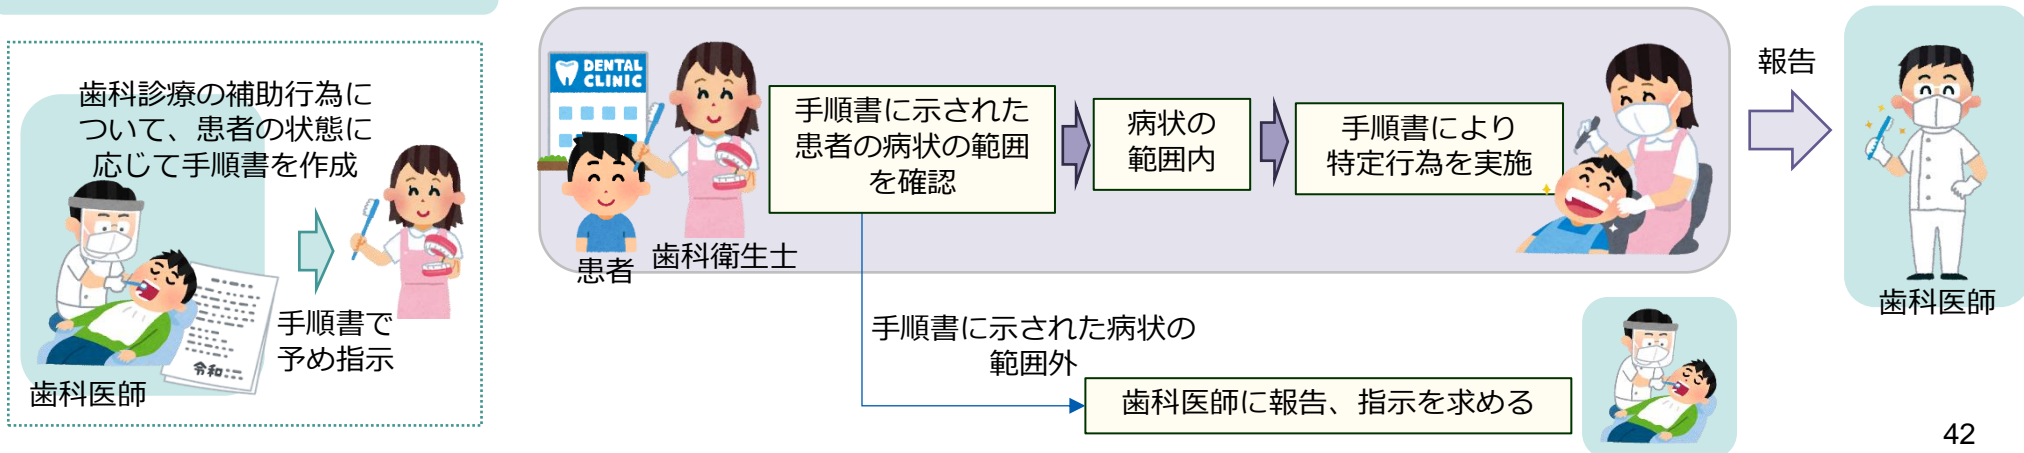 歯科診療の補助行為に
ついて、患者の状態に
応じて手順書を作成
手順書で
予め指示
歯科医師
令和
DENTAL
CLINIC
患者
歯科衛生士
手順書に示された
患者の病状の範囲
を確認
病状の
範囲内
手順書により
特定行為を実施
報告
歯科医師
手順書に示された病状の
範囲外
歯科医師に報告、指示を求める
42